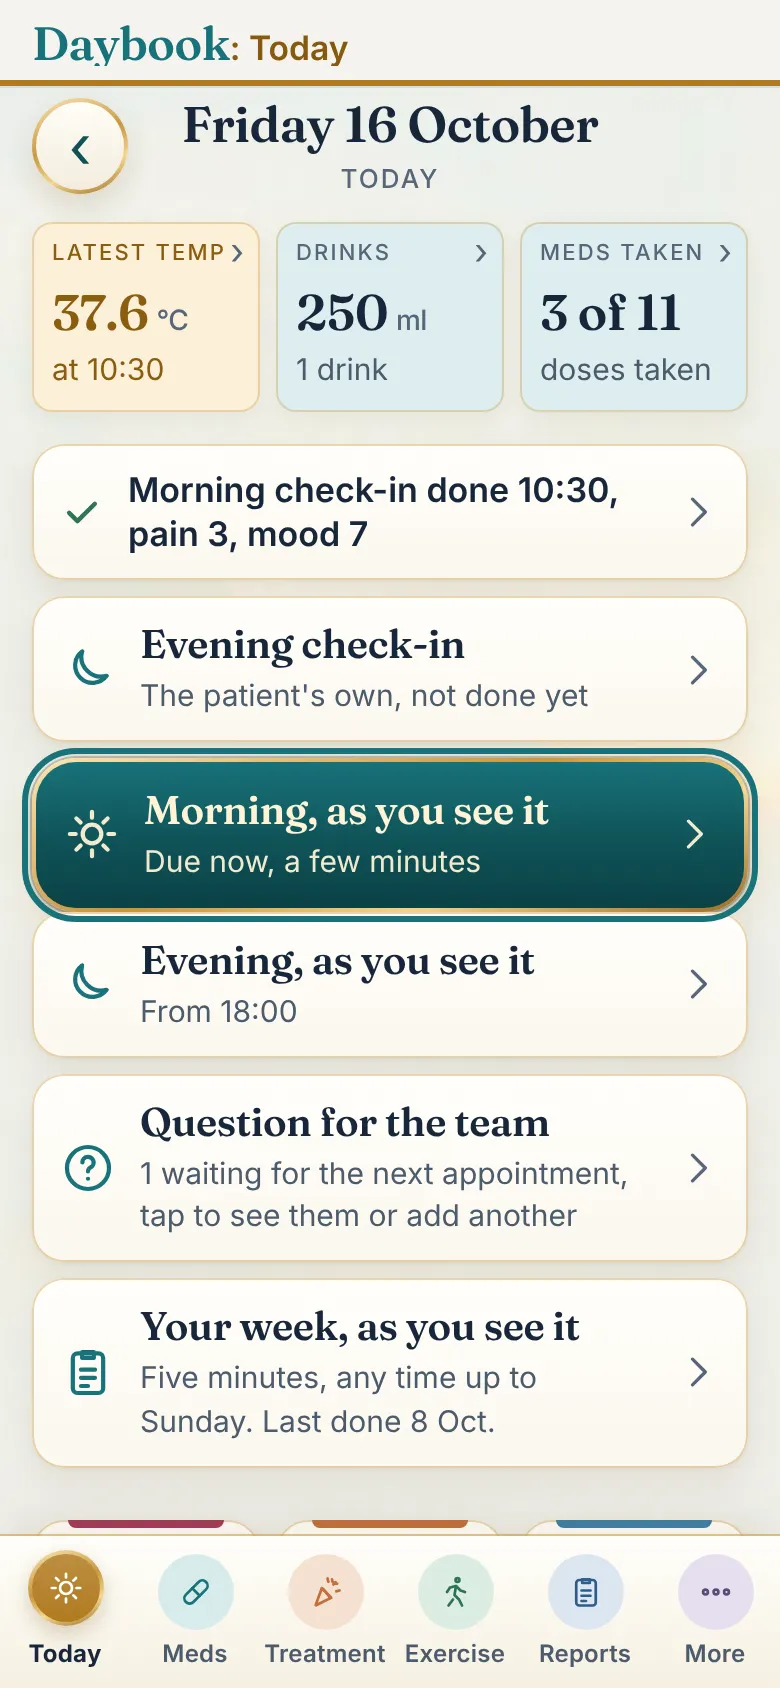 Daybook: Today
Friday 16 October
TODAY
LATEST TEMP
37.6 °C
at 10:30
DRINKS
250 ml
1 drink
MEDS TAKEN
3 of 11
doses taken
Morning check-in done 10:30,
pain 3, mood 7
Evening check-in
The patient's own, not done yet
Morning, as you see it
Due now, a few minutes
Evening, as you see it
From 18:00
Question for the team
1 waiting for the next appointment,
tap to see them or add another
Your week, as you see it
Five minutes, any time up to
Sunday. Last done 8 Oct.
Today
Meds
Treatment
Exercise
Reports
More